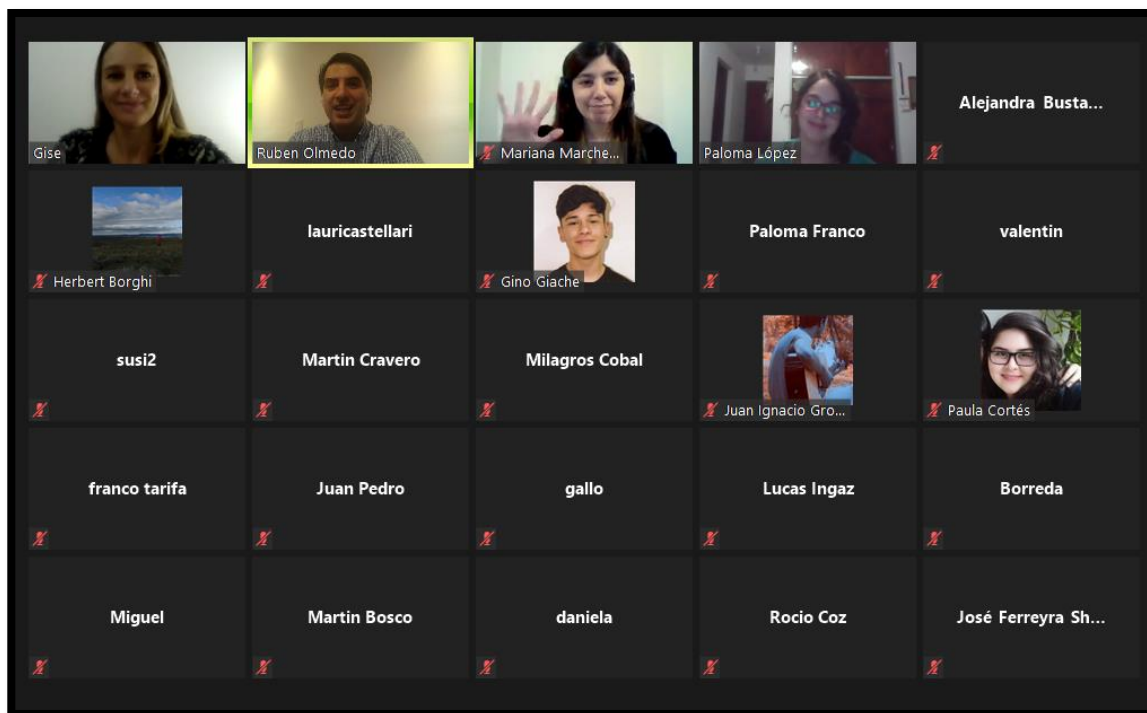 Gise
Ruben Olmedo
Mariana Marche...
Paloma López
Alejandra Busta...
Herbert Borghi
lauricastellari
Gino Giache
Paloma Franco
valentin
susi2
Martin Cravero
Milagros Cobal
Juan Ignacio Gro...
Paula Cortés
franco tarifa
Juan Pedro
gallo
Lucas Ingaz
Borreda
Miguel
Martin Bosco
daniela
Rocio Coz
José Ferreyra Sh...